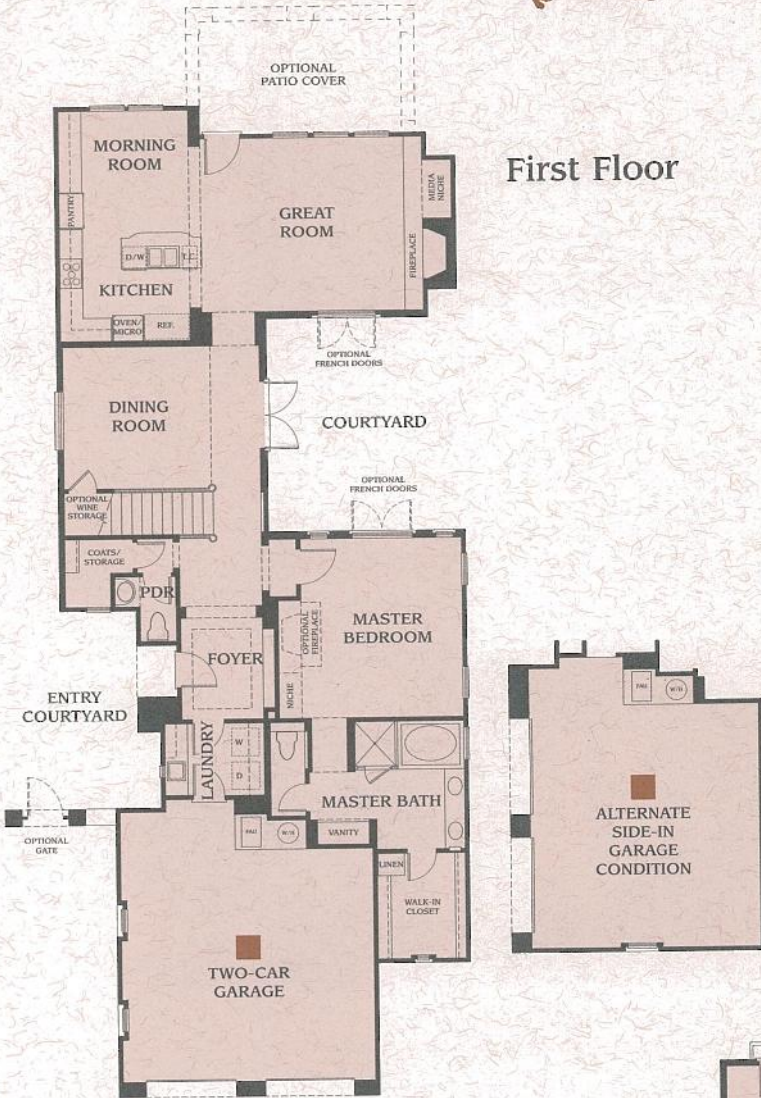 OPTIONAL
PATIO COVER
First Floor
MORNING
ROOM
GREAT
ROOM
MEDIA
NICHE
PANTRY
FIREPLACE
D/W
T.C.
KITCHEN
OVEN/
MICRO
REF.
OPTIONAL
FRENCH DOORS
DINING
ROOM
COURTYARD
OPTIONAL
FRENCH DOORS
OPTIONAL
WINE
STORAGE
COATS/
STORAGE
PDR
OPTIONAL
FIREPLACE
MASTER
BEDROOM
FOYER
NICHE
ENTRY
COURTYARD
LAUNDRY
W
D
MASTER BATH
VANITY
OPTIONAL
GATE
FAU
W/H
LINEN
WALK-IN
CLOSET
TWO-CAR
GARAGE
FAU
W/H
ALTERNATE
SIDE-IN
GARAGE
CONDITION